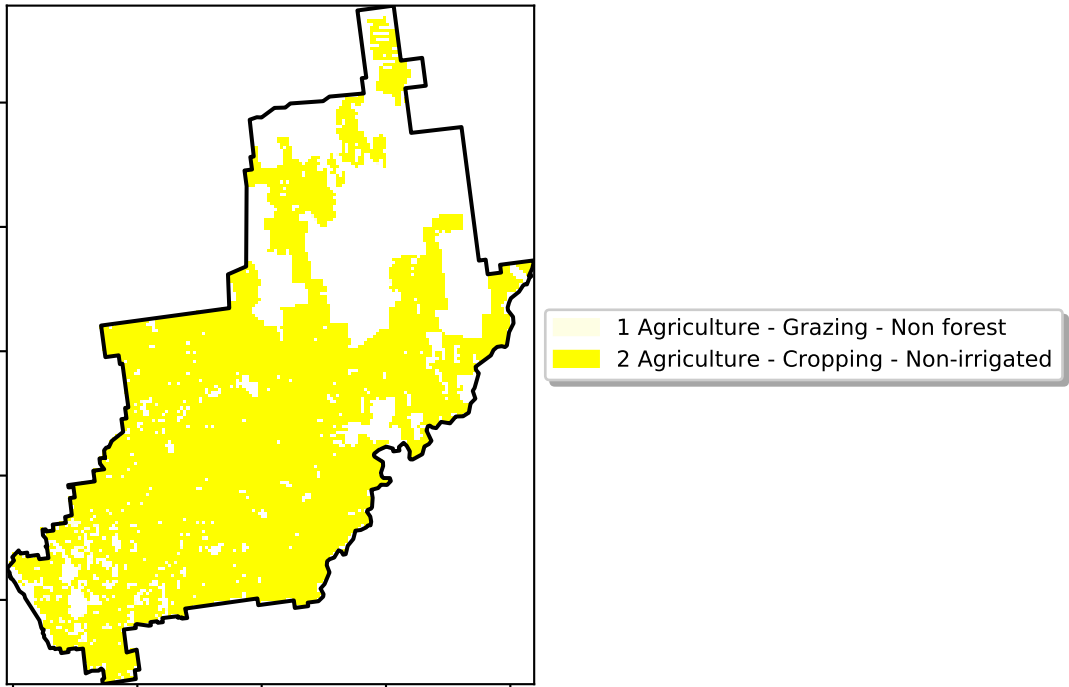 1 Agriculture - Grazing - Non forest
2 Agriculture - Cropping - Non-irrigated